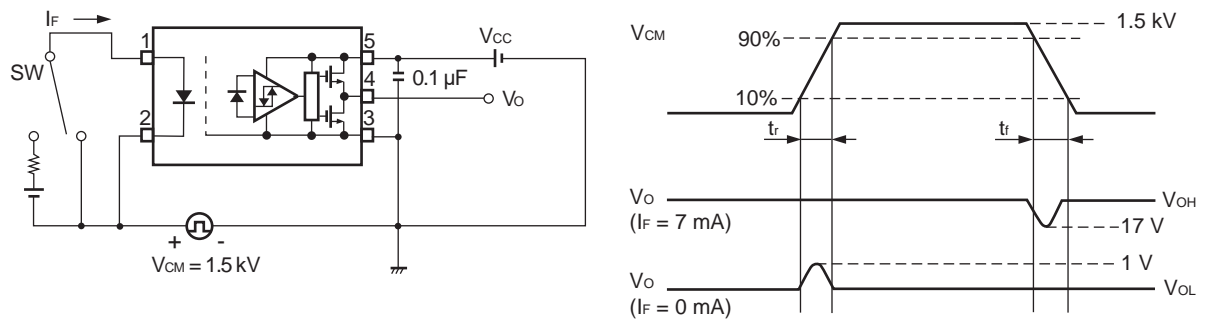 IF
1
5
VCC
SW
4
0.1 μF
VO
2
3
+ -
VCM = 1.5 kV
VCM
1.5 kV
90%
10%
tr
tf
VO
(IF = 7 mA)
VOH
17 V
1 V
VO
(IF = 0 mA)
VOL